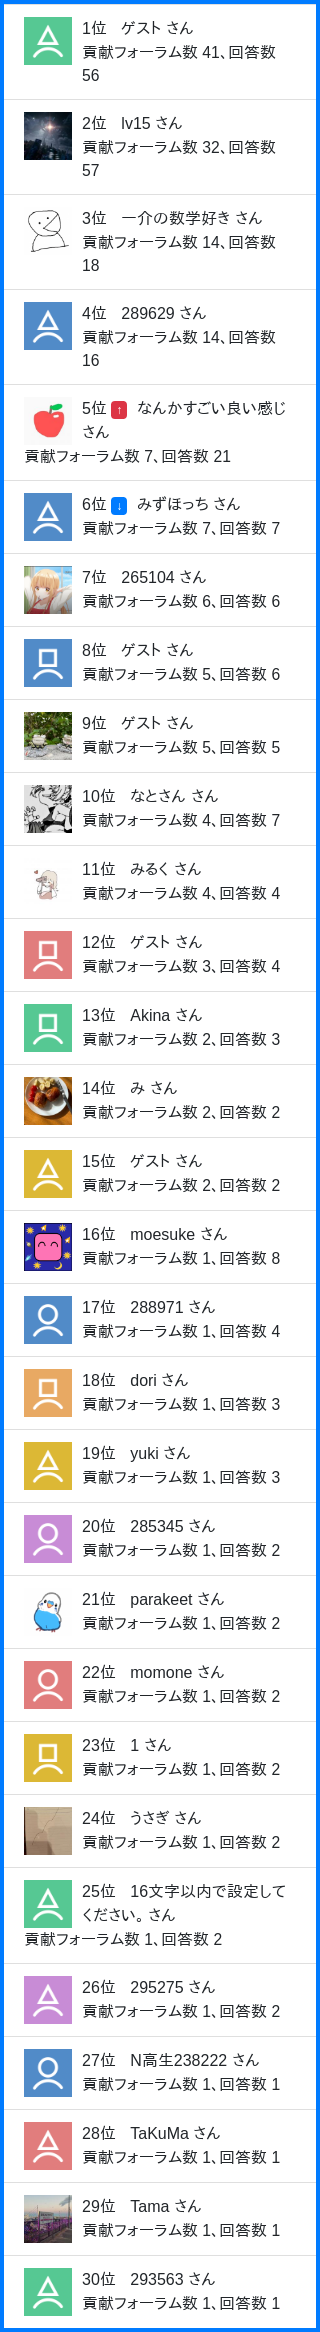 1位 ゲスト さん
貢献フォーラム数 41、回答数
56
2位 lv15 さん
貢献フォーラム数 32、回答数
57
3位 一介の数学好き さん
貢献フォーラム数 14、回答数
18
4位 289629 さん
貢献フォーラム数 14、回答数
16
5位 ↑ なんかすごい良い感じ
さん
貢献フォーラム数 7、回答数 21
6位 ↓ みずほっち さん
貢献フォーラム数 7、回答数 7
7位 265104 さん
貢献フォーラム数 6、回答数 6
8位 ゲスト さん
貢献フォーラム数 5、回答数 6
9位 ゲスト さん
貢献フォーラム数 5、回答数 5
10位 なとさん さん
貢献フォーラム数 4、回答数 7
11位 みるく さん
貢献フォーラム数 4、回答数 4
12位 ゲスト さん
貢献フォーラム数 3、回答数 4
13位 Akina さん
貢献フォーラム数 2、回答数 3
14位 み さん
貢献フォーラム数 2、回答数 2
15位 ゲスト さん
貢献フォーラム数 2、回答数 2
16位 moesuke さん
貢献フォーラム数 1、回答数 8
17位 288971 さん
貢献フォーラム数 1、回答数 4
18位 dori さん
貢献フォーラム数 1、回答数 3
19位 yuki さん
貢献フォーラム数 1、回答数 3
20位 285345 さん
貢献フォーラム数 1、回答数 2
21位 parakeet さん
貢献フォーラム数 1、回答数 2
22位 momone さん
貢献フォーラム数 1、回答数 2
23位 1 さん
貢献フォーラム数 1、回答数 2
24位 うさぎ さん
貢献フォーラム数 1、回答数 2
25位 16文字以内で設定して
ください。 さん
貢献フォーラム数 1、回答数 2
26位 295275 さん
貢献フォーラム数 1、回答数 2
27位 N高生238222 さん
貢献フォーラム数 1、回答数 1
28位 TaKuMa さん
貢献フォーラム数 1、回答数 1
29位 Tama さん
貢献フォーラム数 1、回答数 1
30位 293563 さん
貢献フォーラム数 1、回答数 1